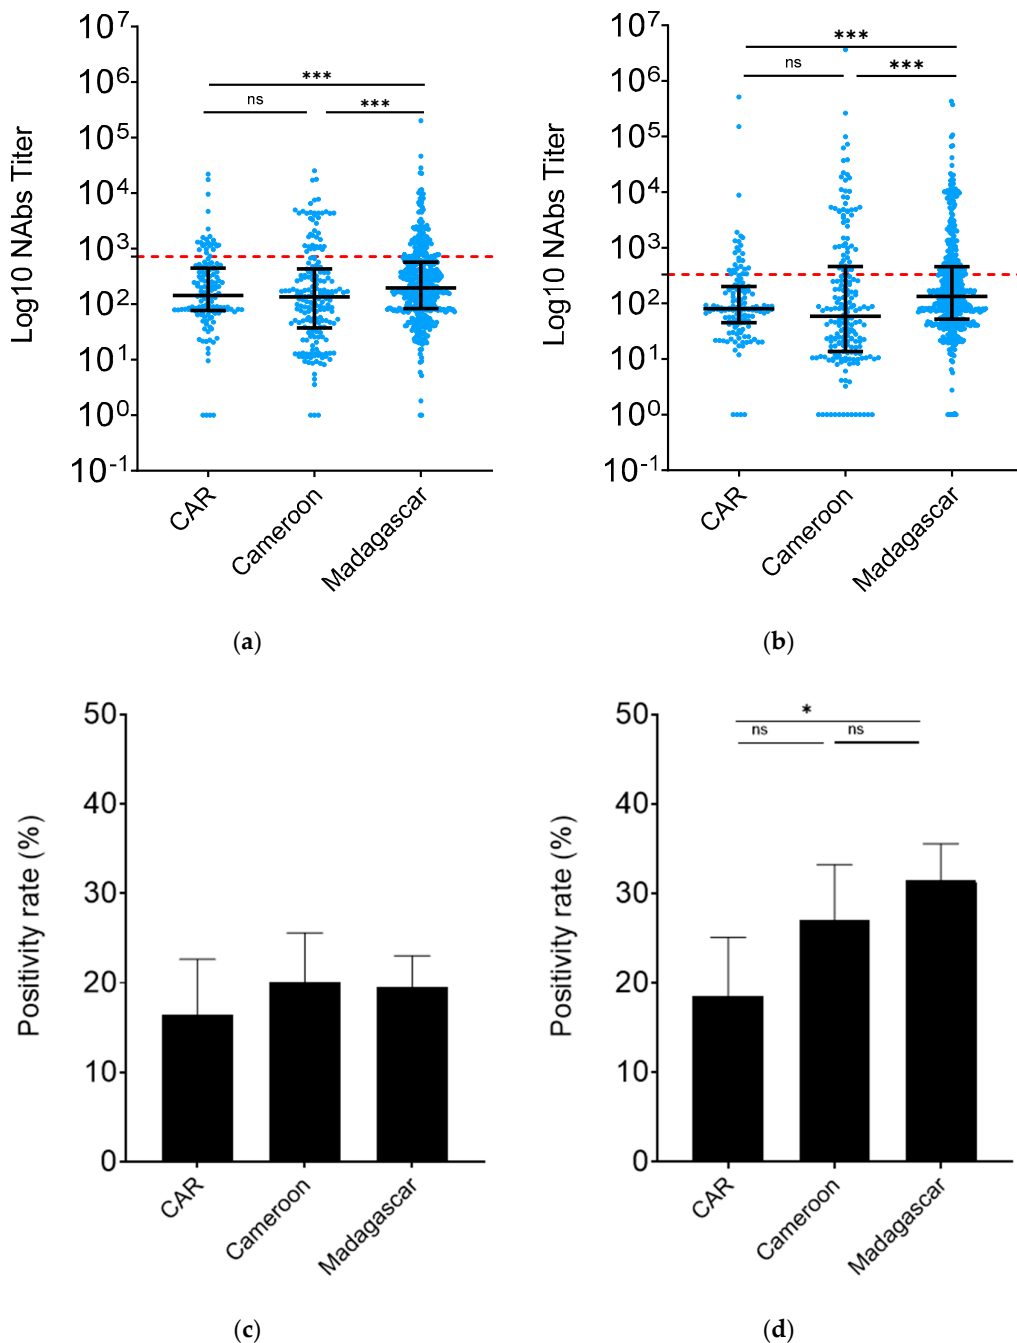 10^7
10^6
10^5
10^4
10^3
10^2
10^1
10^0
10^-1
Log10 NAbs Titer
***
ns
***
CAR
Cameroon
Madagascar
(a)
10^7
10^6
10^5
10^4
10^3
10^2
10^1
10^0
10^-1
Log10 NAbs Titer
***
ns
***
CAR
Cameroon
Madagascar
(b)
50
40
30
20
10
0
Positivity rate (%)
CAR
Cameroon
Madagascar
(c)
50
40
30
20
10
0
Positivity rate (%)
*
ns
ns
CAR
Cameroon
Madagascar
(d)